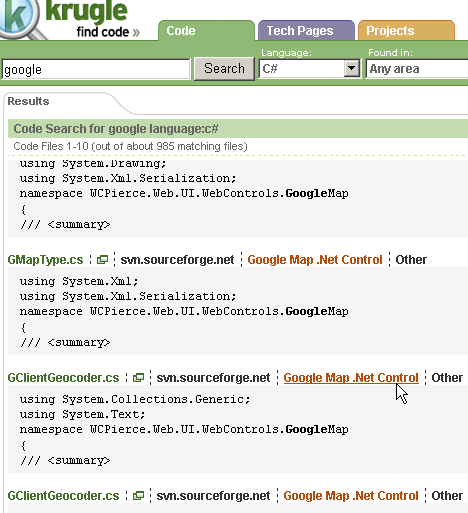 krugle
find code »
Code
Tech Pages
Projects
Language:
Found in:
google
Search
C#
Any area
Results
Code Search for google language:c#
Code Files 1-10 (out of about 985 matching files)
using System.Drawing;
using System.Xml.Serialization;
namespace WCPierce.Web.UI.WebControls.GoogleMap
{
/// <summary>
GMapType.cs svn.sourceforge.net Google Map .Net Control Other
using System.Xml;
using System.Xml.Serialization;
namespace WCPierce.Web.UI.WebControls.GoogleMap
{
/// <summary>
GClientGeocoder.cs svn.sourceforge.net Google Map .Net Control Other
using System.Collections.Generic;
using System.Text;
namespace WCPierce.Web.UI.WebControls.GoogleMap
{
/// <summary>
GClientGeocoder.cs svn.sourceforge.net Google Map .Net Control Other